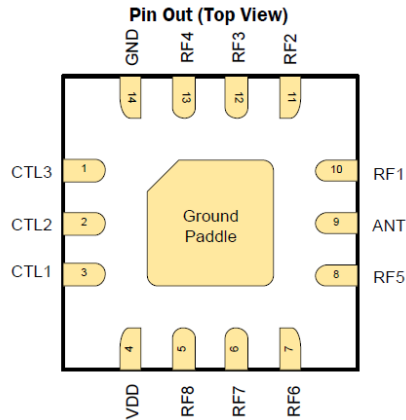 Pin Out (Top View)
GND RF4 RF3 RF2
14 13 12 11
CTL3 1 10 RF1
CTL2 2 Ground Paddle 9 ANT
CTL1 3 8 RF5
4 5 6 7
VDD RF8 RF7 RF6